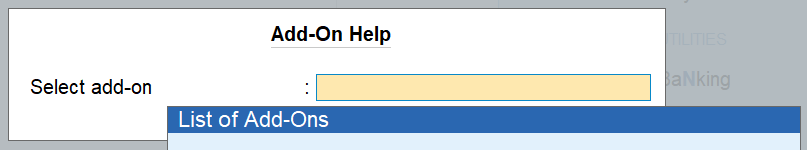 Add-On Help
UTILITIES
Select add-on :
BaNking
List of Add-Ons